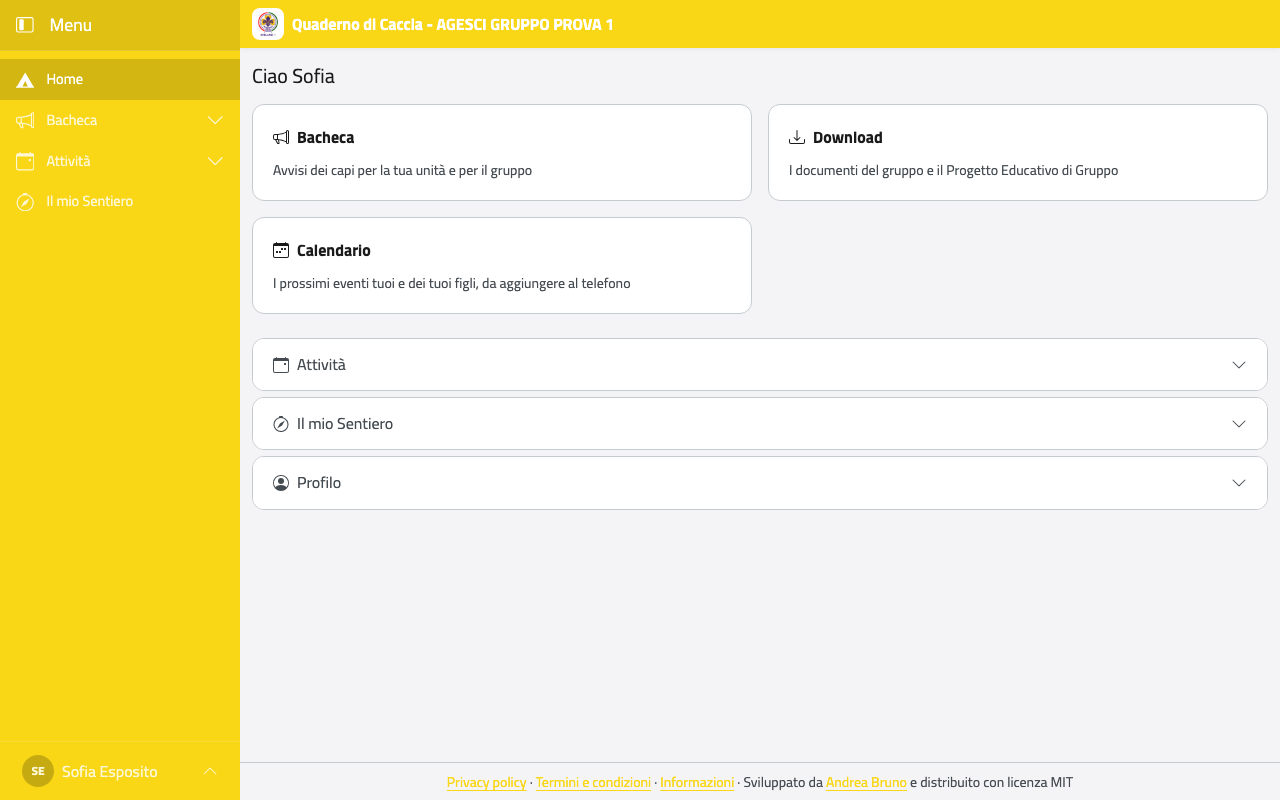 Menu
Quaderno di Caccia - AGESCI GRUPPO PROVA 1
Home
Bacheca
Attività
Il mio Sentiero
Ciao Sofia
Bacheca
Avvisi dei capi per la tua unità e per il gruppo
Download
I documenti del gruppo e il Progetto Educativo di Gruppo
Calendario
I prossimi eventi tuoi e dei tuoi figli, da aggiungere al telefono
Attività
Il mio Sentiero
Profilo
SE Sofia Esposito
Privacy policy · Termini e condizioni · Informazioni · Sviluppato da Andrea Bruno e distribuito con licenza MIT